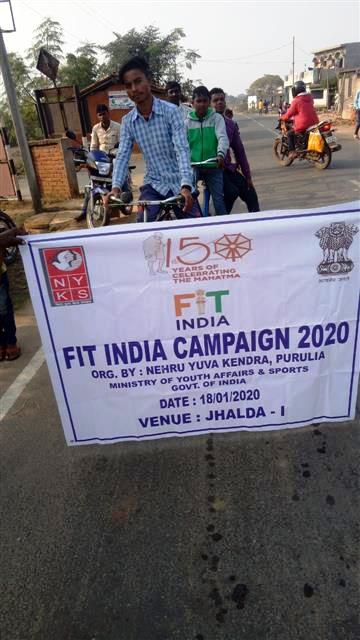 NYKS
150
YEARS OF
CELEBRATING
THE MAHATMA
FIT
INDIA
FIT INDIA CAMPAIGN 2020
ORG. BY : NEHRU YUVA KENDRA, PURULIA
MINISTRY OF YOUTH AFFAIRS & SPORTS
GOVT. OF INDIA
DATE : 18/01/2020
VENUE : JHALDA - I